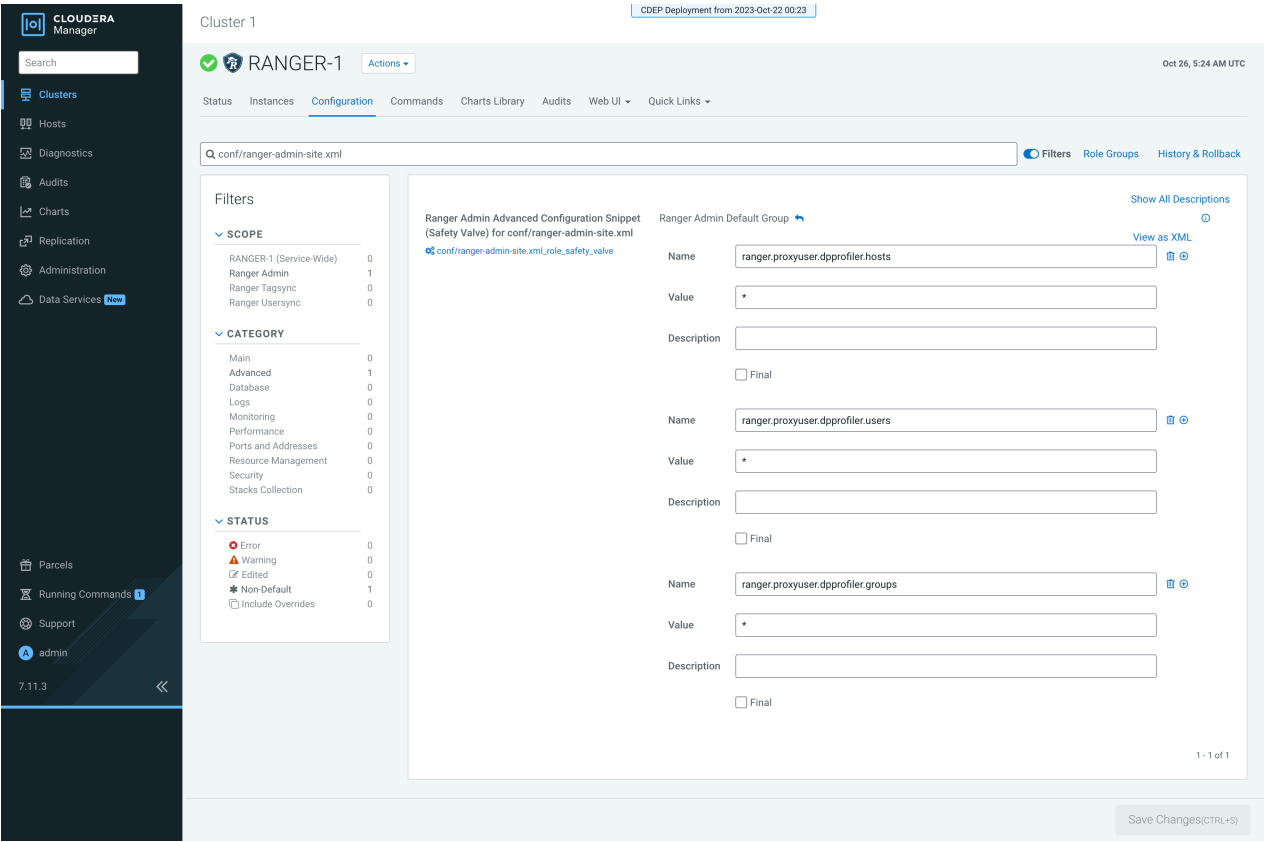 CLOUDERA
Manager
Search
Clusters
Hosts
Diagnostics
Audits
Charts
Replication
Administration
Data Services New
Parcels
Running Commands 1
Support
A admin
7.11.3
CDEP Deployment from 2023-Oct-22 00:23
Cluster 1
RANGER-1 Actions
Oct 26, 5:24 AM UTC
Status Instances Configuration Commands Charts Library Audits Web UI Quick Links
conf/ranger-admin-site.xml
Filters Role Groups History & Rollback
Filters
SCOPE
RANGER-1 (Service-Wide) 0
Ranger Admin 1
Ranger Tagsync 0
Ranger Usersync 0
CATEGORY
Main 0
Advanced 1
Database 0
Logs 0
Monitoring 0
Performance 0
Ports and Addresses 0
Resource Management 0
Security 0
Stacks Collection 0
STATUS
Error 0
Warning 0
Edited 0
Non-Default 1
Include Overrides 0
Show All Descriptions
Ranger Admin Advanced Configuration Snippet
(Safety Valve) for conf/ranger-admin-site.xml
conf/ranger-admin-site.xml_role_safety_valve
Ranger Admin Default Group
View as XML
Name ranger.proxyuser.dpprofiler.hosts
Value *
Description
Final
Name ranger.proxyuser.dpprofiler.users
Value *
Description
Final
Name ranger.proxyuser.dpprofiler.groups
Value *
Description
Final
1 - 1 of 1
Save Changes(CTRL+S)